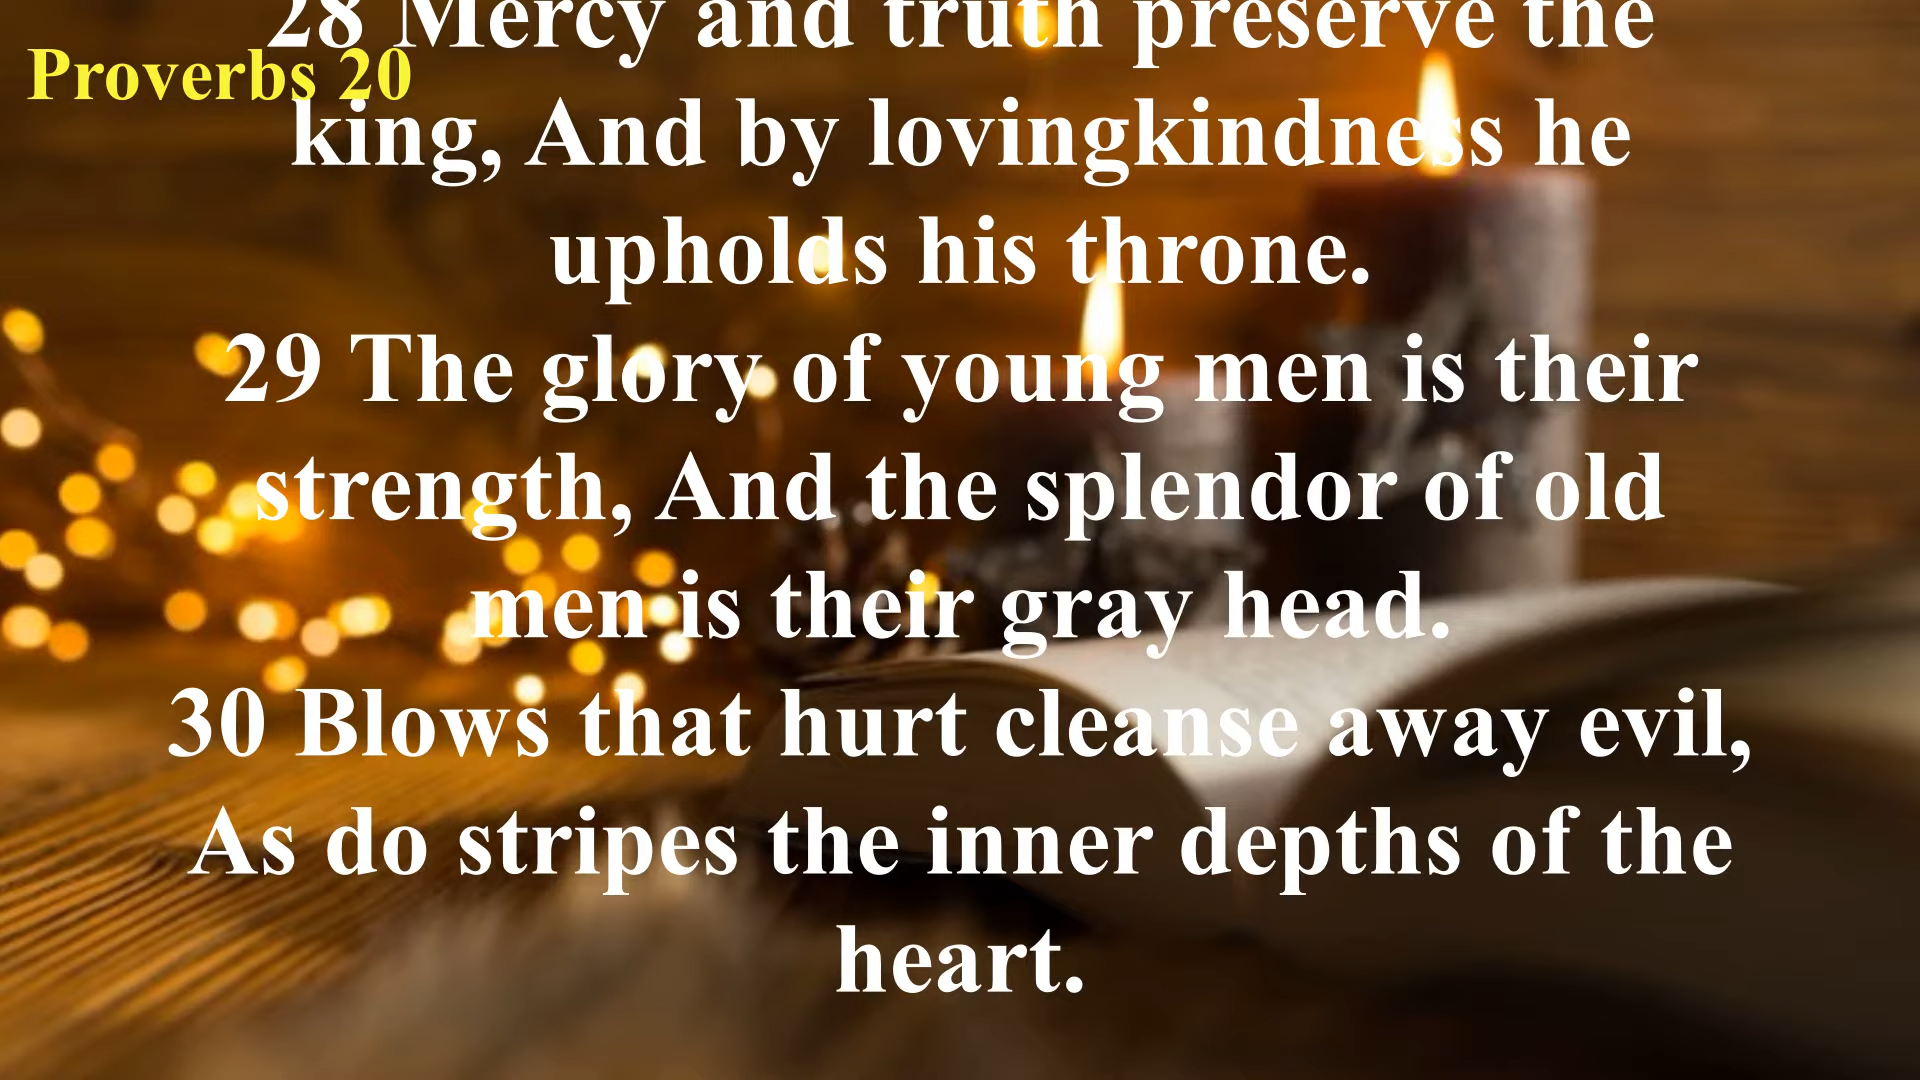 28 Mercy and truth preserve the
Proverbs 20
king, And by lovingkindness he
upholds his throne.
29 The glory of young men is their
strength, And the splendor of old
men is their gray head.
30 Blows that hurt cleanse away evil,
As do stripes the inner depths of the
heart.